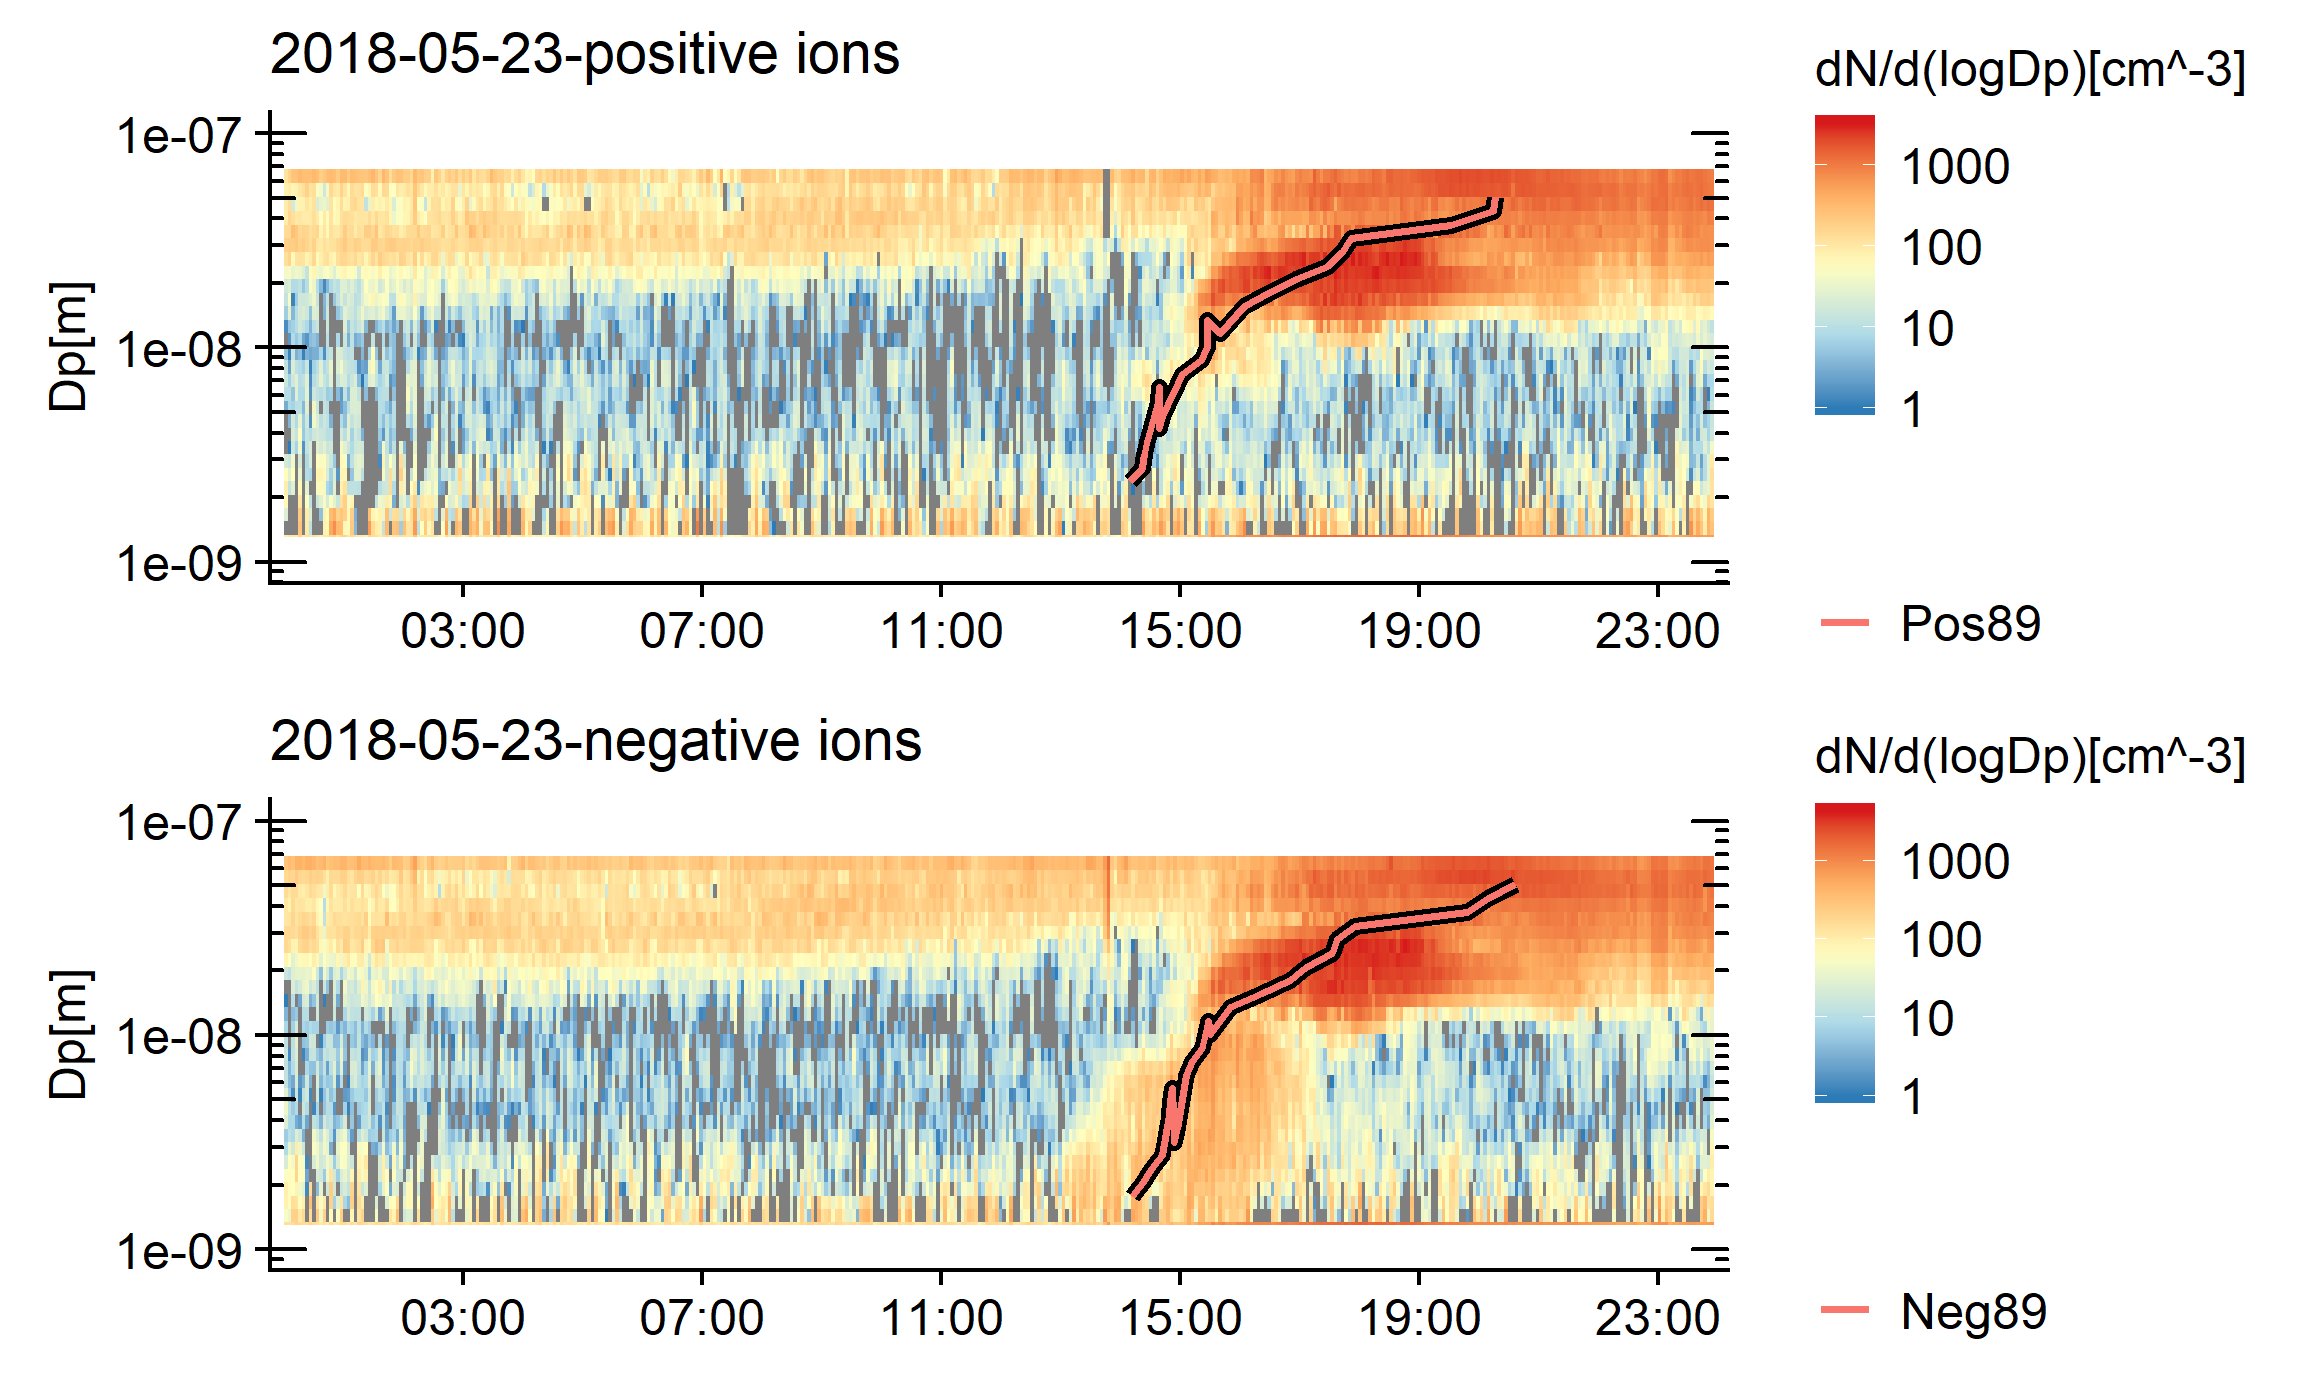 2018-05-23-positive ions
dN/d(logDp)[cm^-3]
1e-07
1e-08
1e-09
Dp[m]
1000
100
10
1
03:00
07:00
11:00
15:00
19:00
23:00
Pos89
2018-05-23-negative ions
dN/d(logDp)[cm^-3]
1e-07
1e-08
1e-09
Dp[m]
1000
100
10
1
03:00
07:00
11:00
15:00
19:00
23:00
Neg89